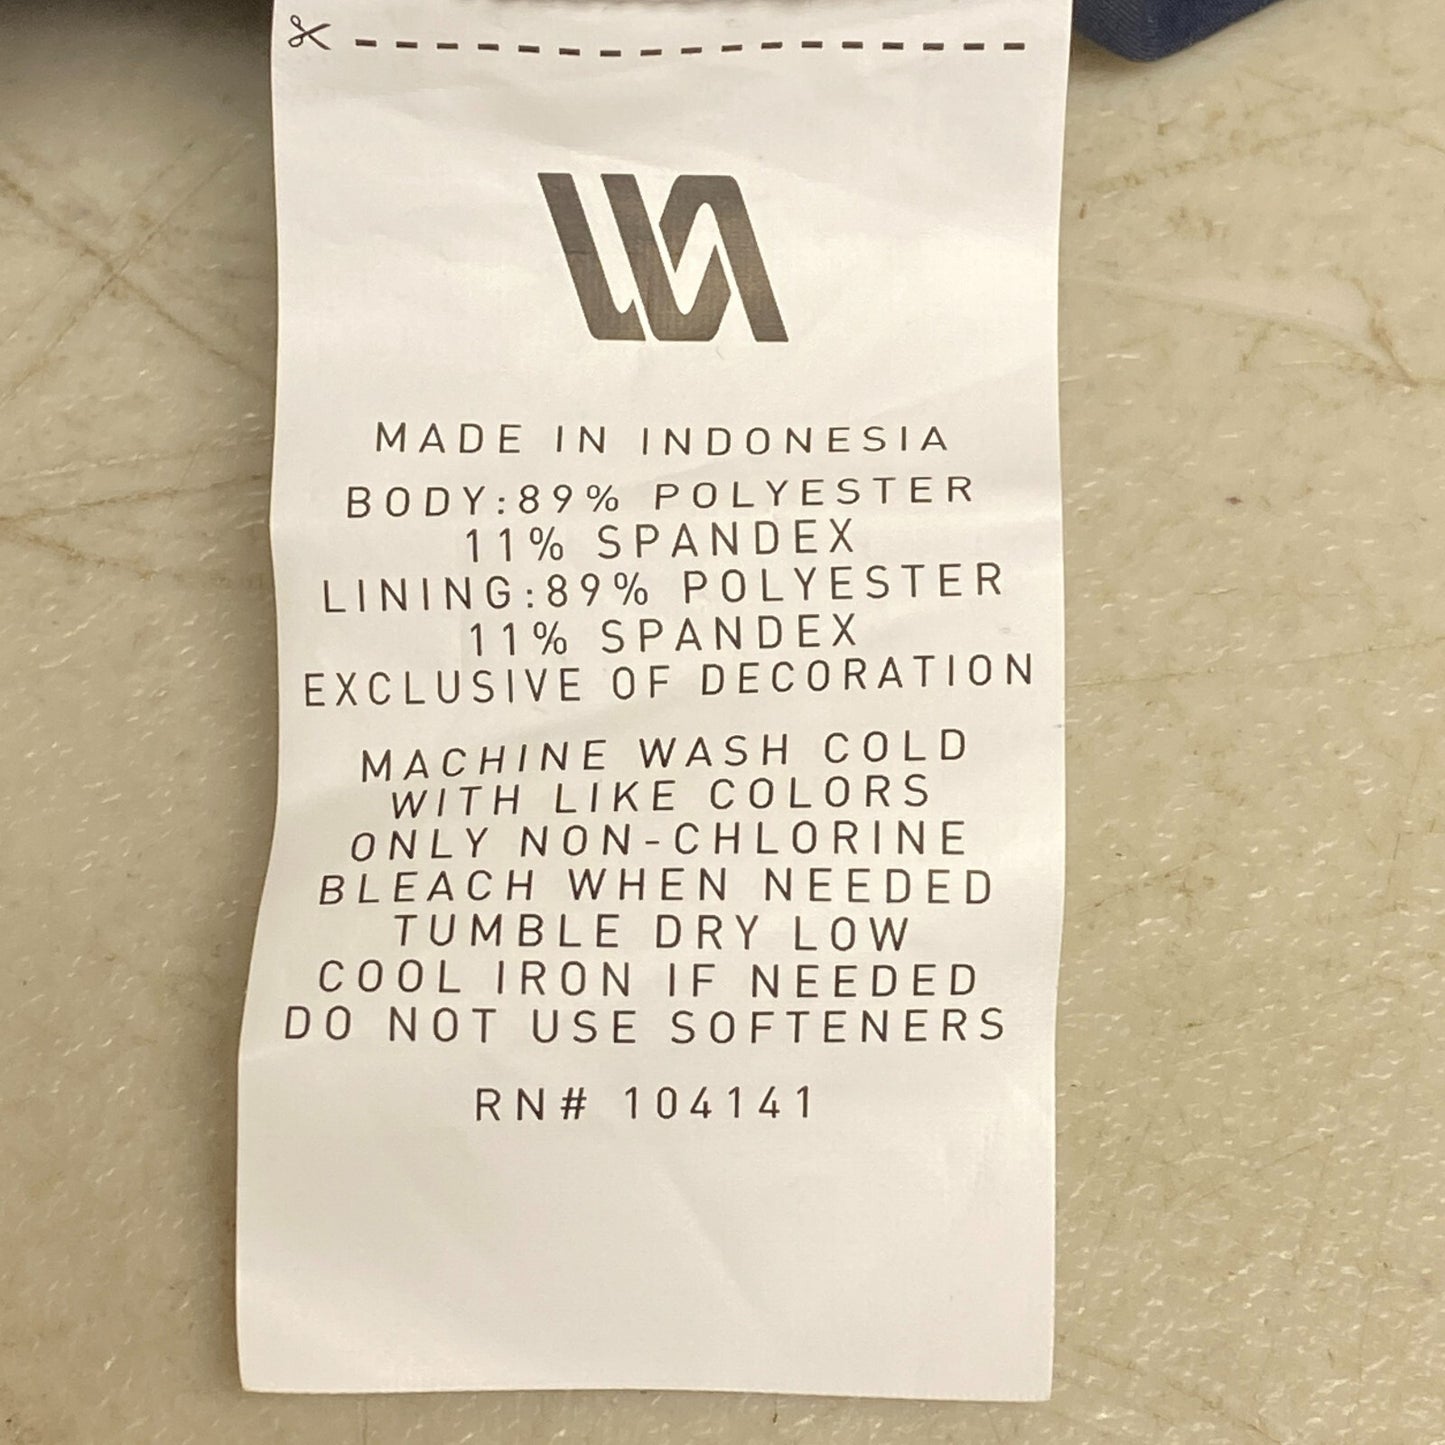 MADE IN INDONESIA
BODY:89% POLYESTER
11% SPANDEX
LINING:89% POLYESTER
11% SPANDEX
EXCLUSIVE OF DECORATION
MACHINE WASH COLD
WITH LIKE COLORS
ONLY NON-CHLORINE
BLEACH WHEN NEEDED
TUMBLE DRY LOW
COOL IRON IF NEEDED
DO NOT USE SOFTENERS
RN# 104141